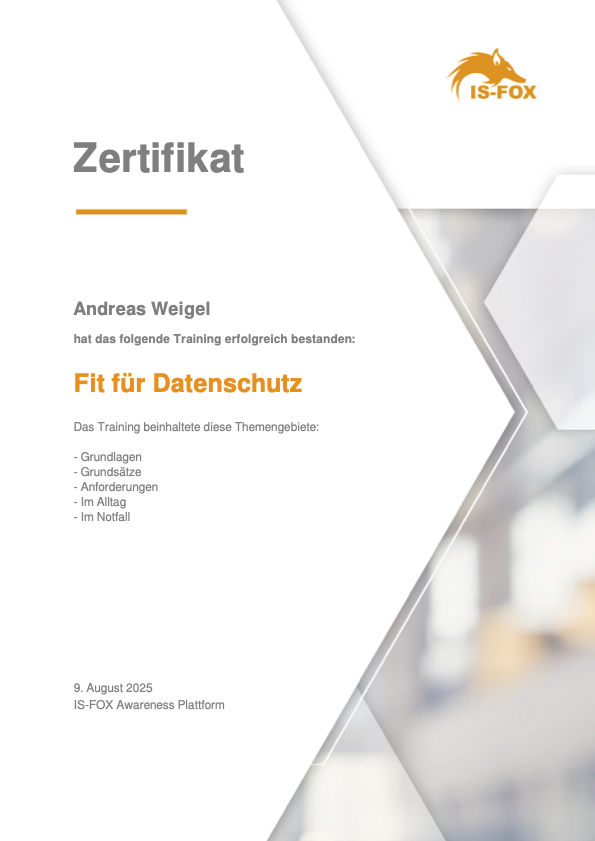 IS-FOX
Zertifikat
Andreas Weigel
hat das folgende Training erfolgreich bestanden:
Fit für Datenschutz
Das Training beinhaltete diese Themengebiete:
- Grundlagen
- Grundsätze
- Anforderungen
- Im Alltag
- Im Notfall
9. August 2025
IS-FOX Awareness Plattform